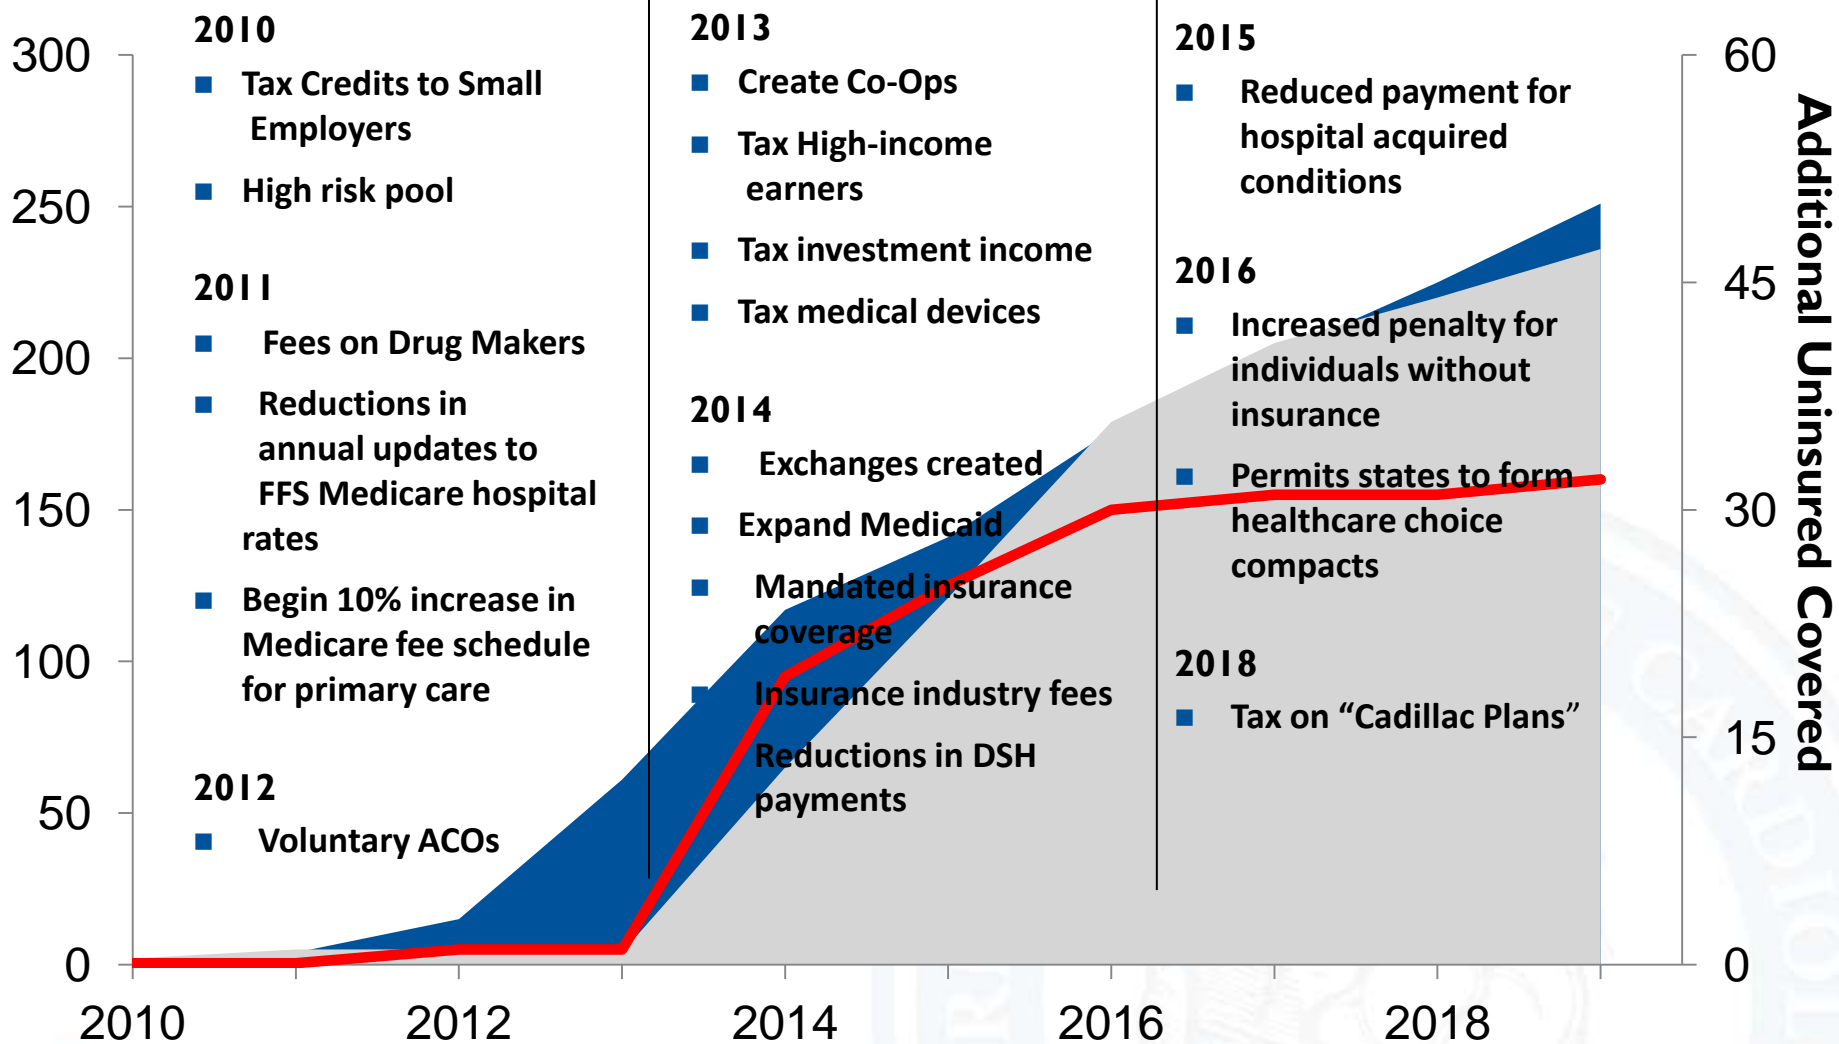 2010
Tax Credits to Small
Employers
High risk pool
2011
Fees on Drug Makers
Reductions in
annual updates to
FFS Medicare hospital
rates
Begin 10% increase in
Medicare fee schedule
for primary care
2012
Voluntary ACOs
2013
Create Co-Ops
Tax High-income
earners
Tax investment income
Tax medical devices
2014
Exchanges created
Expand Medicaid
Mandated insurance
coverage
Insurance industry fees
Reductions in DSH
payments
2015
Reduced payment for
hospital acquired
conditions
2016
Increased penalty for
individuals without
insurance
Permits states to form
healthcare choice
compacts
2018
Tax on “Cadillac Plans”
300
250
200
150
100
50
0
60
45
30
15
0
Additional Uninsured Covered
2010
2012
2014
2016
2018